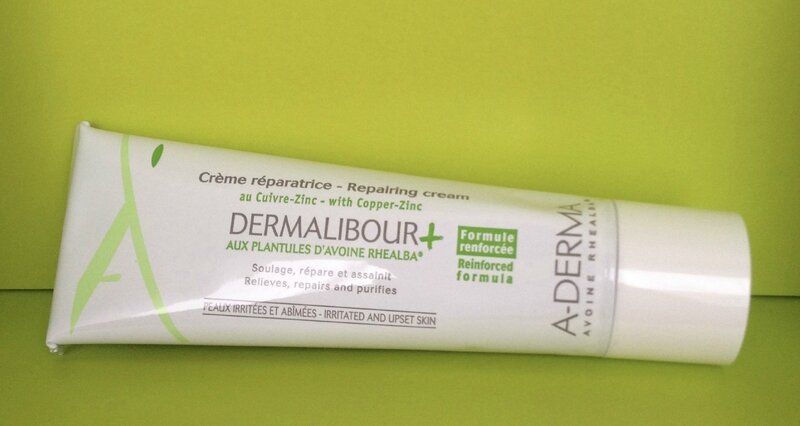 Crème réparatrice - Repairing cream
au Cuivre-Zinc - with Copper-Zinc
DERMALIBOUR+
AUX PLANTULES D'AVOINE RHEALBA®
Soulage, répare et assainit
Relieves, repairs and purifies
PEAUX IRRITÉES ET ABÎMÉES - IRRITATED AND UPSET SKIN
Formule
renforcée
Reinforced
formula
A-DERMA
AVOINE RHEALBA®